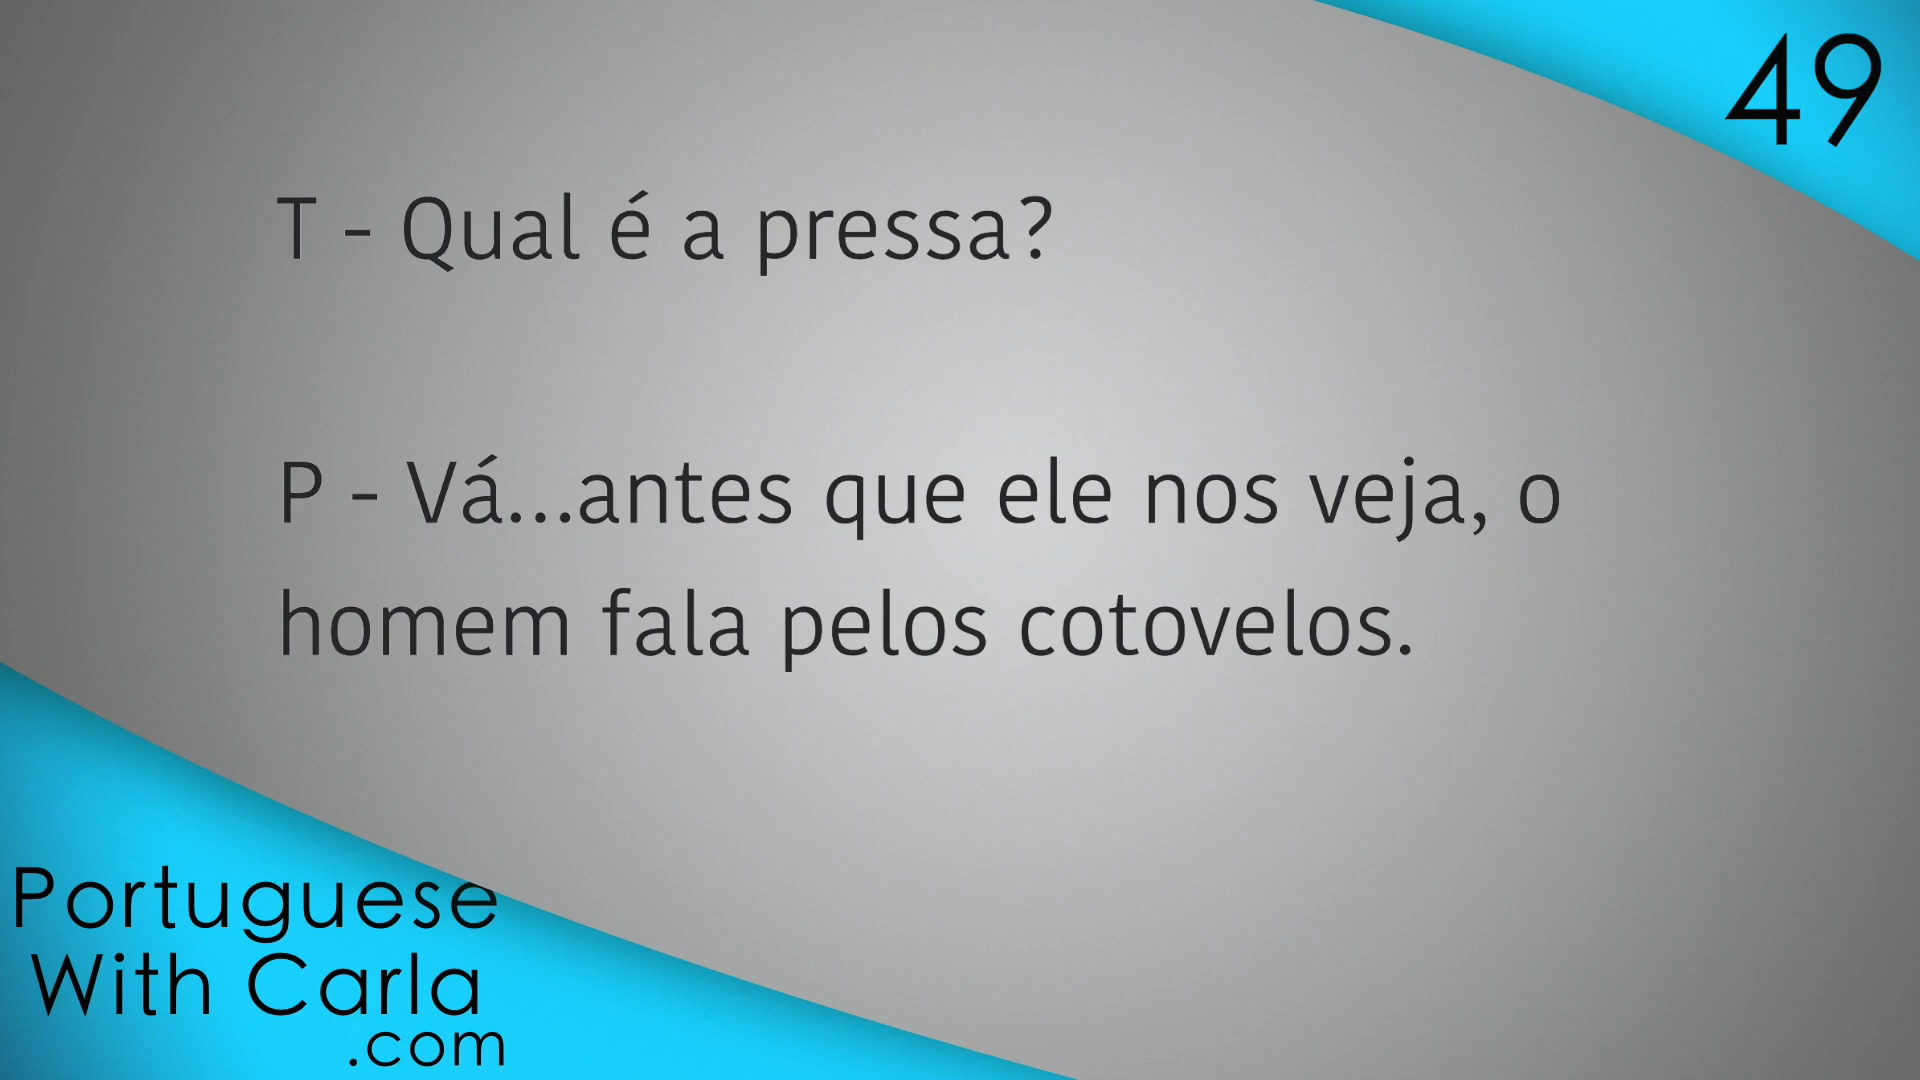 49
T - Qual é a pressa?
P - Vá...antes que ele nos veja, o
homem fala pelos cotovelos.
Portuguese
With Carla
.com